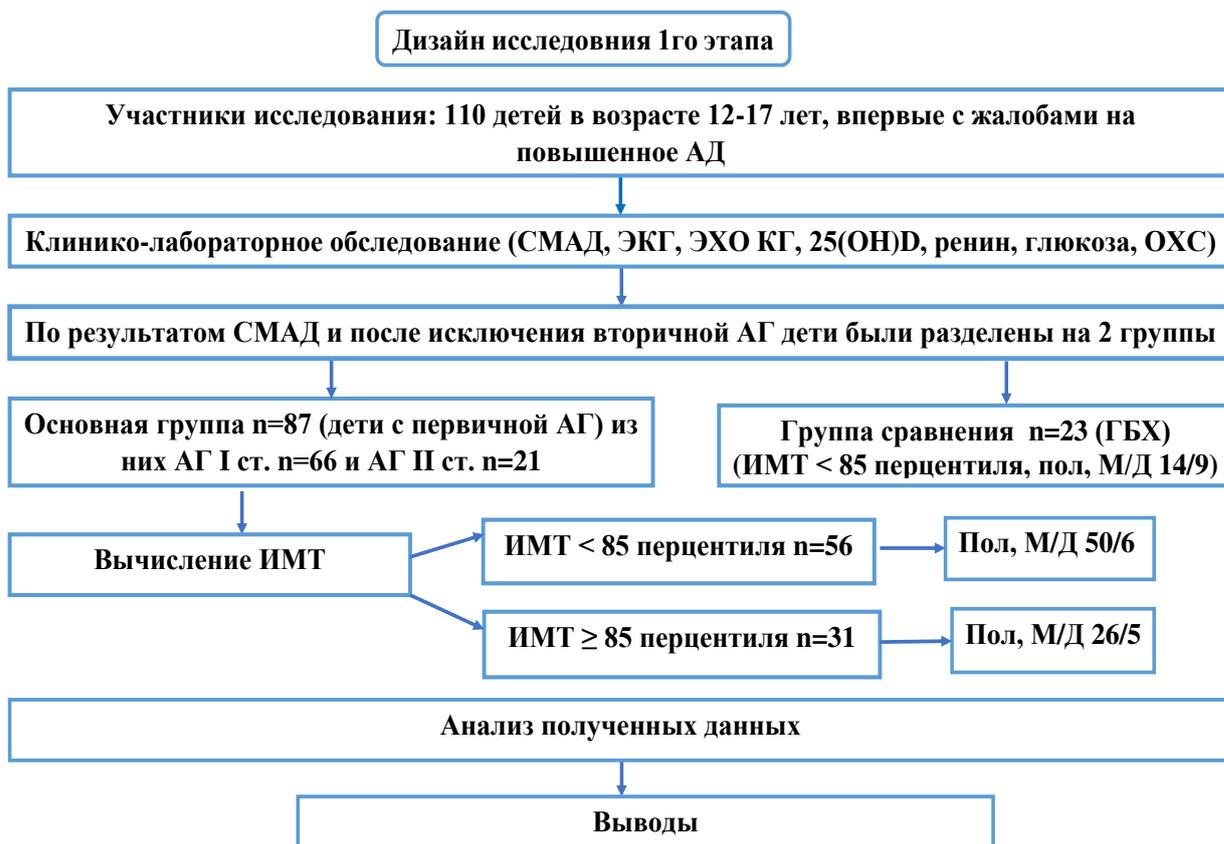 Дизайн исследовния 1го этапа
Участники исследования: 110 детей в возрасте 12-17 лет, впервые с жалобами на
повышенное АД
Клинико-лабораторное обследование (СМАД, ЭКГ, ЭХО КГ, 25(ОН)D, ренин, глюкоза, ОХС)
По результатом СМАД и после исключения вторичной АГ дети были разделены на 2 группы
Основная группа n=87 (дети с первичной АГ) из
них АГ I ст. n=66 и АГ II ст. n=21
Группа сравнения n=23 (ГБХ)
(ИМТ < 85 перцентиля, пол, М/Д 14/9)
Вычисление ИМТ
ИМТ < 85 перцентиля n=56
Пол, М/Д 50/6
ИМТ ≥ 85 перцентиля n=31
Пол, М/Д 26/5
Анализ полученных данных
Выводы